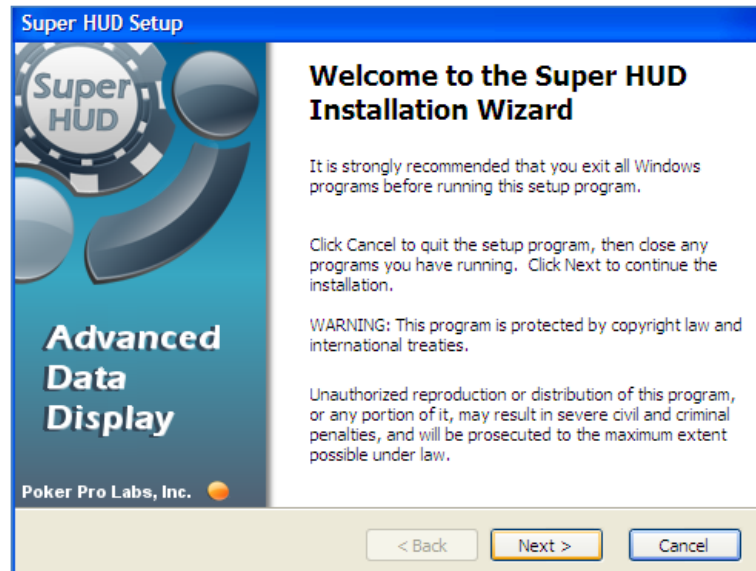 Super HUD Setup
Super
HUD
Advanced
Data
Display
Poker Pro Labs, Inc.
Welcome to the Super HUD
Installation Wizard
It is strongly recommended that you exit all Windows
programs before running this setup program.
Click Cancel to quit the setup program, then close any
programs you have running. Click Next to continue the
installation.
WARNING: This program is protected by copyright law and
international treaties.
Unauthorized reproduction or distribution of this program,
or any portion of it, may result in severe civil and criminal
penalties, and will be prosecuted to the maximum extent
possible under law.
< Back Next > Cancel